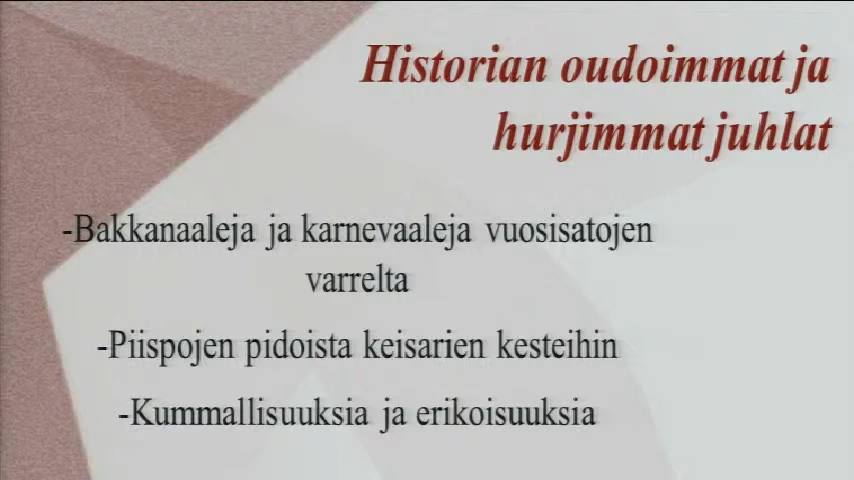 Historian oudoimmat ja
hurjimmat juhlat
-Bakkanaaleja ja karnevaaleja vuosisatojen
varrelta
-Piispojen pidoista keisarien kesteihin
-Kummallisuuksia ja erikoisuuksia